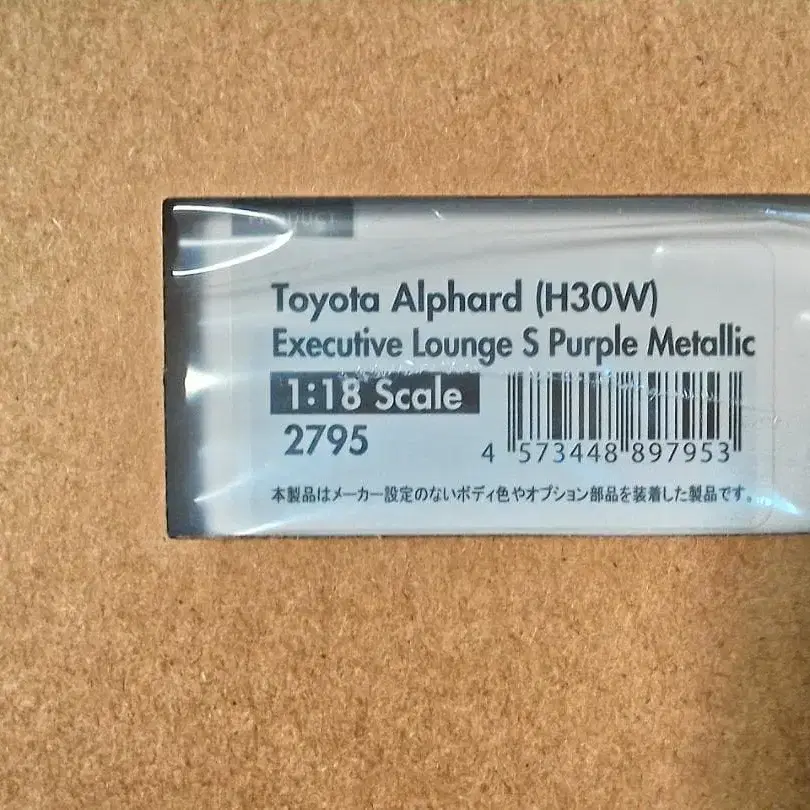 Toyota Alphard (H30W)
Executive Lounge S Purple Metallic
1:18 Scale
2795
4 573448 897953
本製品はメーカー設定のないボディ色やオプション部品を装着した製品です。